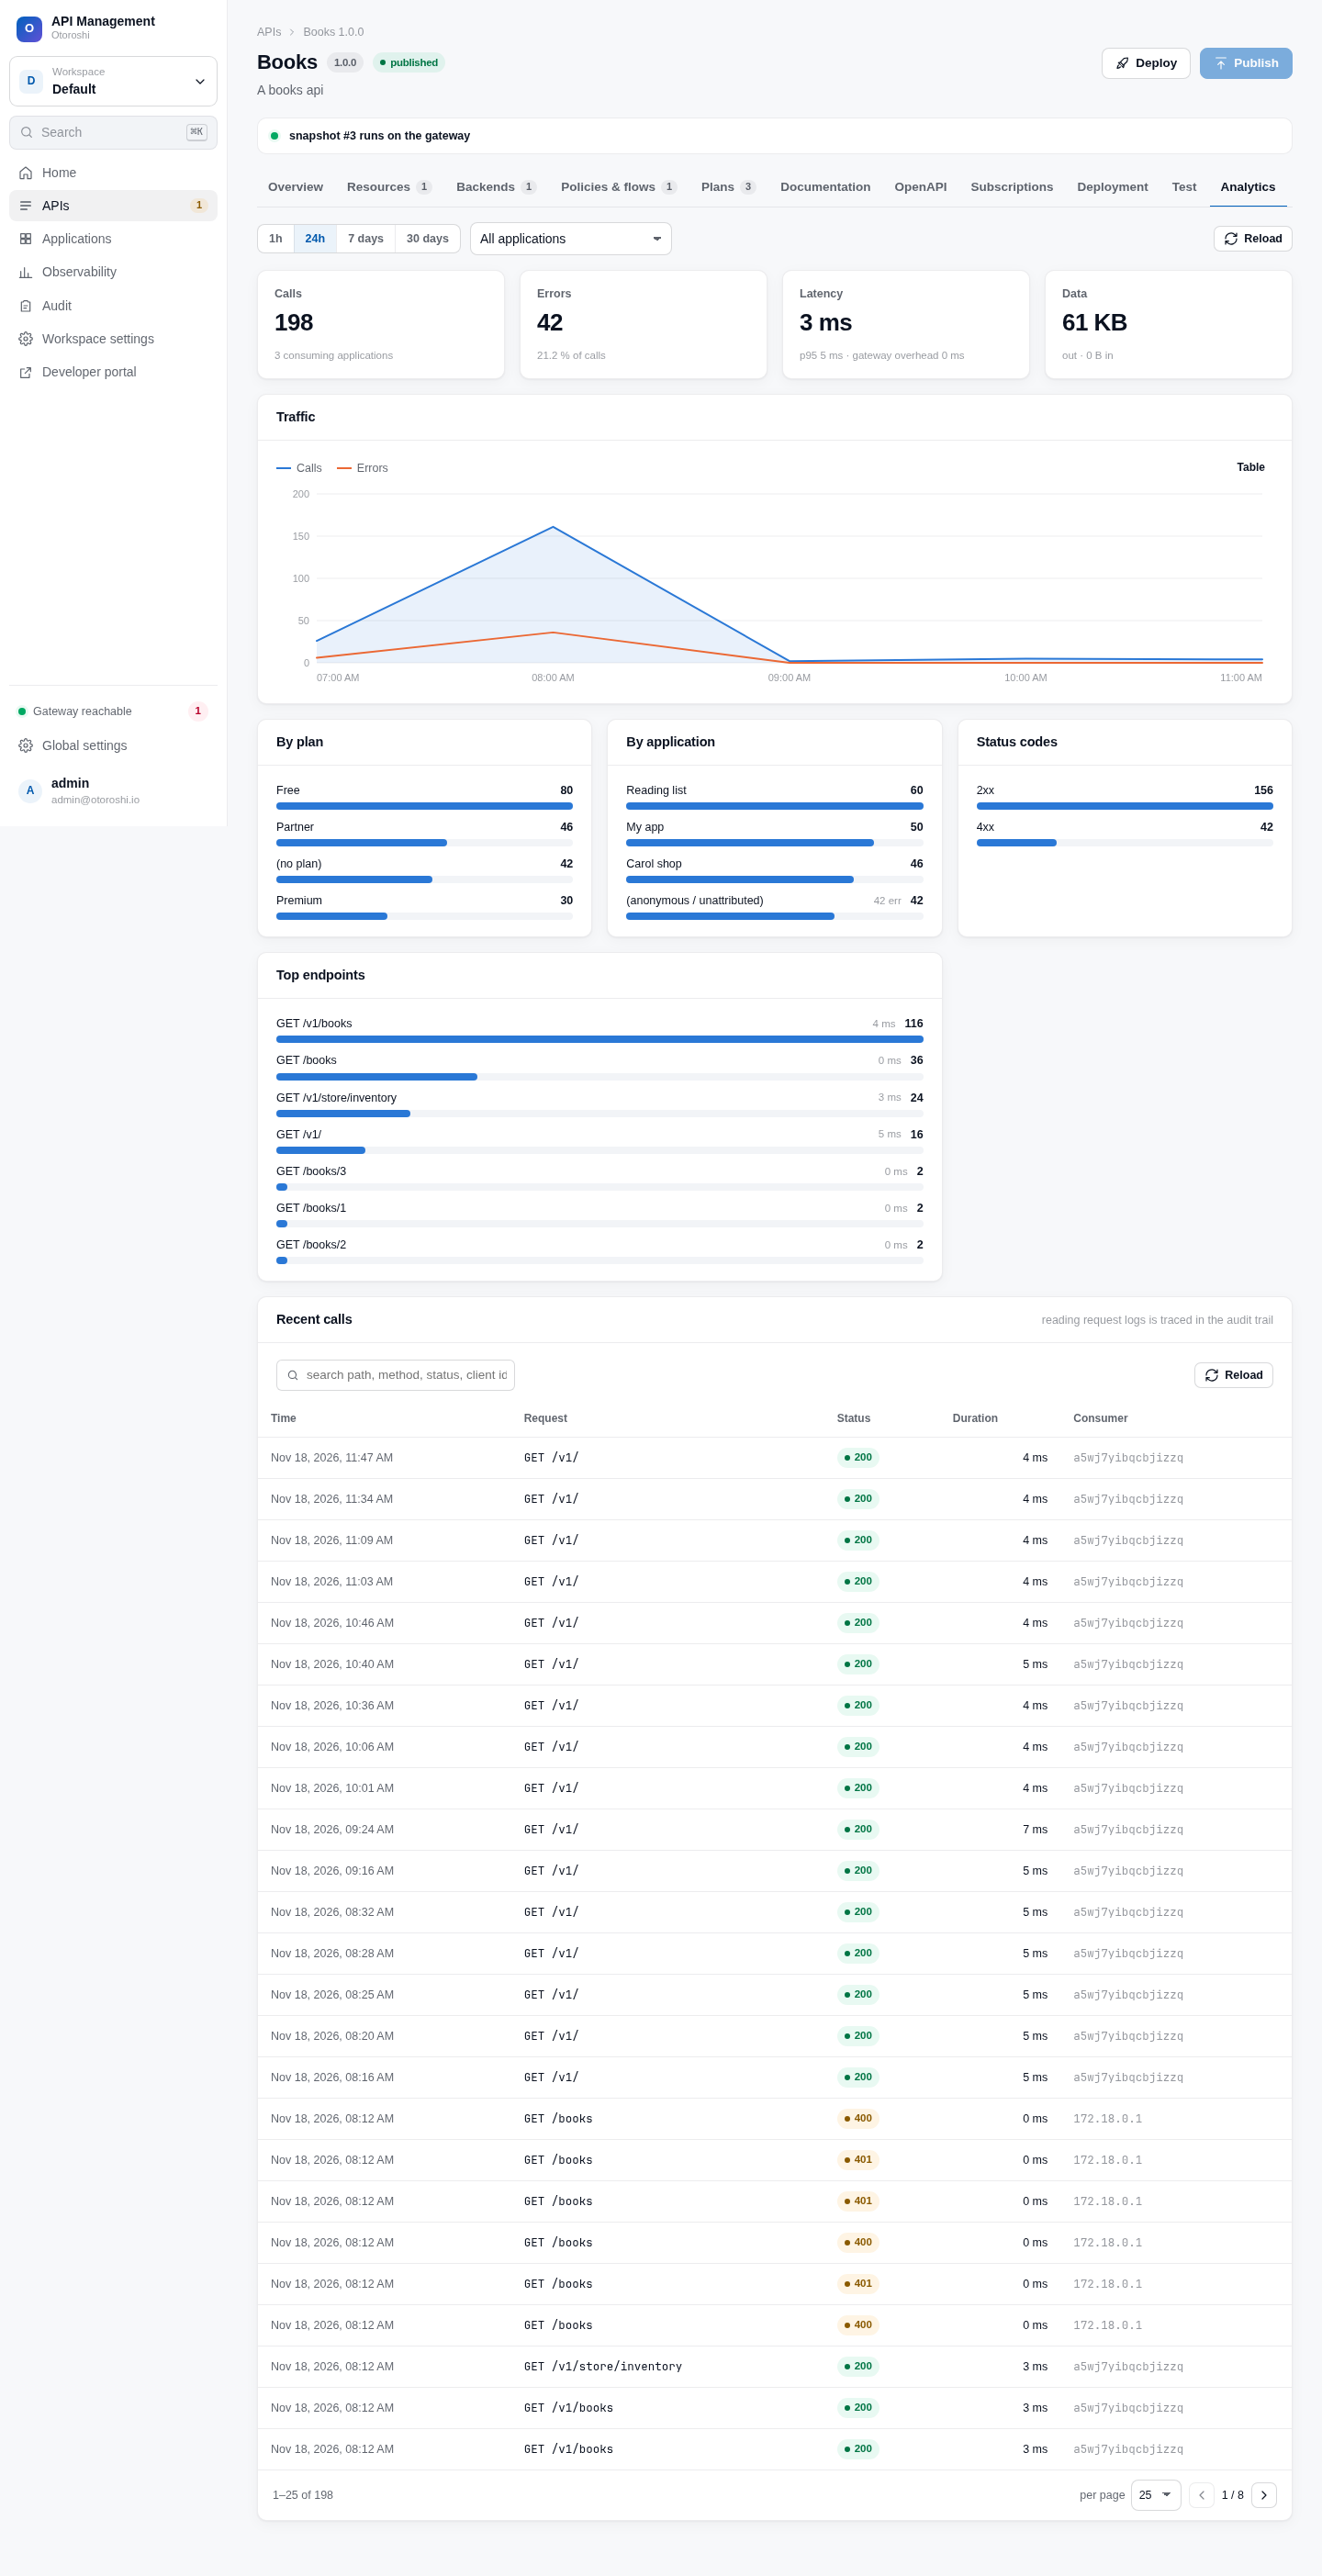 O
API Management
Otoroshi
D
Workspace
Default
Search
⌘K
Home
APIs
1
Applications
Observability
Audit
Workspace settings
Developer portal
Gateway reachable
1
Global settings
A
admin
admin@otoroshi.io
APIs > Books 1.0.0
Books 1.0.0 published
A books api
Deploy
Publish
snapshot #3 runs on the gateway
Overview Resources 1 Backends 1 Policies & flows 1 Plans 3 Documentation OpenAPI Subscriptions Deployment Test Analytics
1h 24h 7 days 30 days All applications Reload
Calls
198
3 consuming applications
Errors
42
21.2 % of calls
Latency
3 ms
p95 5 ms · gateway overhead 0 ms
Data
61 KB
out · 0 B in
Traffic
Calls Errors Table
200
150
100
50
0
07:00 AM 08:00 AM 09:00 AM 10:00 AM 11:00 AM
By plan
Free 80
Partner 46
(no plan) 42
Premium 30
By application
Reading list 60
My app 50
Carol shop 46
(anonymous / unattributed) 42 err 42
Status codes
2xx 156
4xx 42
Top endpoints
GET /v1/books 4 ms 116
GET /books 0 ms 36
GET /v1/store/inventory 3 ms 24
GET /v1/ 5 ms 16
GET /books/3 0 ms 2
GET /books/1 0 ms 2
GET /books/2 0 ms 2
Recent calls reading request logs is traced in the audit trail
search path, method, status, client id Reload
Time Request Status Duration Consumer
Nov 18, 2026, 11:47 AM GET /v1/ 200 4 ms a5wj7yibqcbjizzq
Nov 18, 2026, 11:34 AM GET /v1/ 200 4 ms a5wj7yibqcbjizzq
Nov 18, 2026, 11:09 AM GET /v1/ 200 4 ms a5wj7yibqcbjizzq
Nov 18, 2026, 11:03 AM GET /v1/ 200 4 ms a5wj7yibqcbjizzq
Nov 18, 2026, 10:46 AM GET /v1/ 200 4 ms a5wj7yibqcbjizzq
Nov 18, 2026, 10:40 AM GET /v1/ 200 5 ms a5wj7yibqcbjizzq
Nov 18, 2026, 10:36 AM GET /v1/ 200 4 ms a5wj7yibqcbjizzq
Nov 18, 2026, 10:06 AM GET /v1/ 200 4 ms a5wj7yibqcbjizzq
Nov 18, 2026, 10:01 AM GET /v1/ 200 4 ms a5wj7yibqcbjizzq
Nov 18, 2026, 09:24 AM GET /v1/ 200 7 ms a5wj7yibqcbjizzq
Nov 18, 2026, 09:16 AM GET /v1/ 200 5 ms a5wj7yibqcbjizzq
Nov 18, 2026, 08:32 AM GET /v1/ 200 5 ms a5wj7yibqcbjizzq
Nov 18, 2026, 08:28 AM GET /v1/ 200 5 ms a5wj7yibqcbjizzq
Nov 18, 2026, 08:25 AM GET /v1/ 200 5 ms a5wj7yibqcbjizzq
Nov 18, 2026, 08:20 AM GET /v1/ 200 5 ms a5wj7yibqcbjizzq
Nov 18, 2026, 08:16 AM GET /v1/ 200 5 ms a5wj7yibqcbjizzq
Nov 18, 2026, 08:12 AM GET /books 400 0 ms 172.18.0.1
Nov 18, 2026, 08:12 AM GET /books 401 0 ms 172.18.0.1
Nov 18, 2026, 08:12 AM GET /books 401 0 ms 172.18.0.1
Nov 18, 2026, 08:12 AM GET /books 400 0 ms 172.18.0.1
Nov 18, 2026, 08:12 AM GET /books 401 0 ms 172.18.0.1
Nov 18, 2026, 08:12 AM GET /books 400 0 ms 172.18.0.1
Nov 18, 2026, 08:12 AM GET /v1/store/inventory 200 3 ms a5wj7yibqcbjizzq
Nov 18, 2026, 08:12 AM GET /v1/books 200 3 ms a5wj7yibqcbjizzq
Nov 18, 2026, 08:12 AM GET /v1/books 200 3 ms a5wj7yibqcbjizzq
1–25 of 198 per page 25 1 / 8